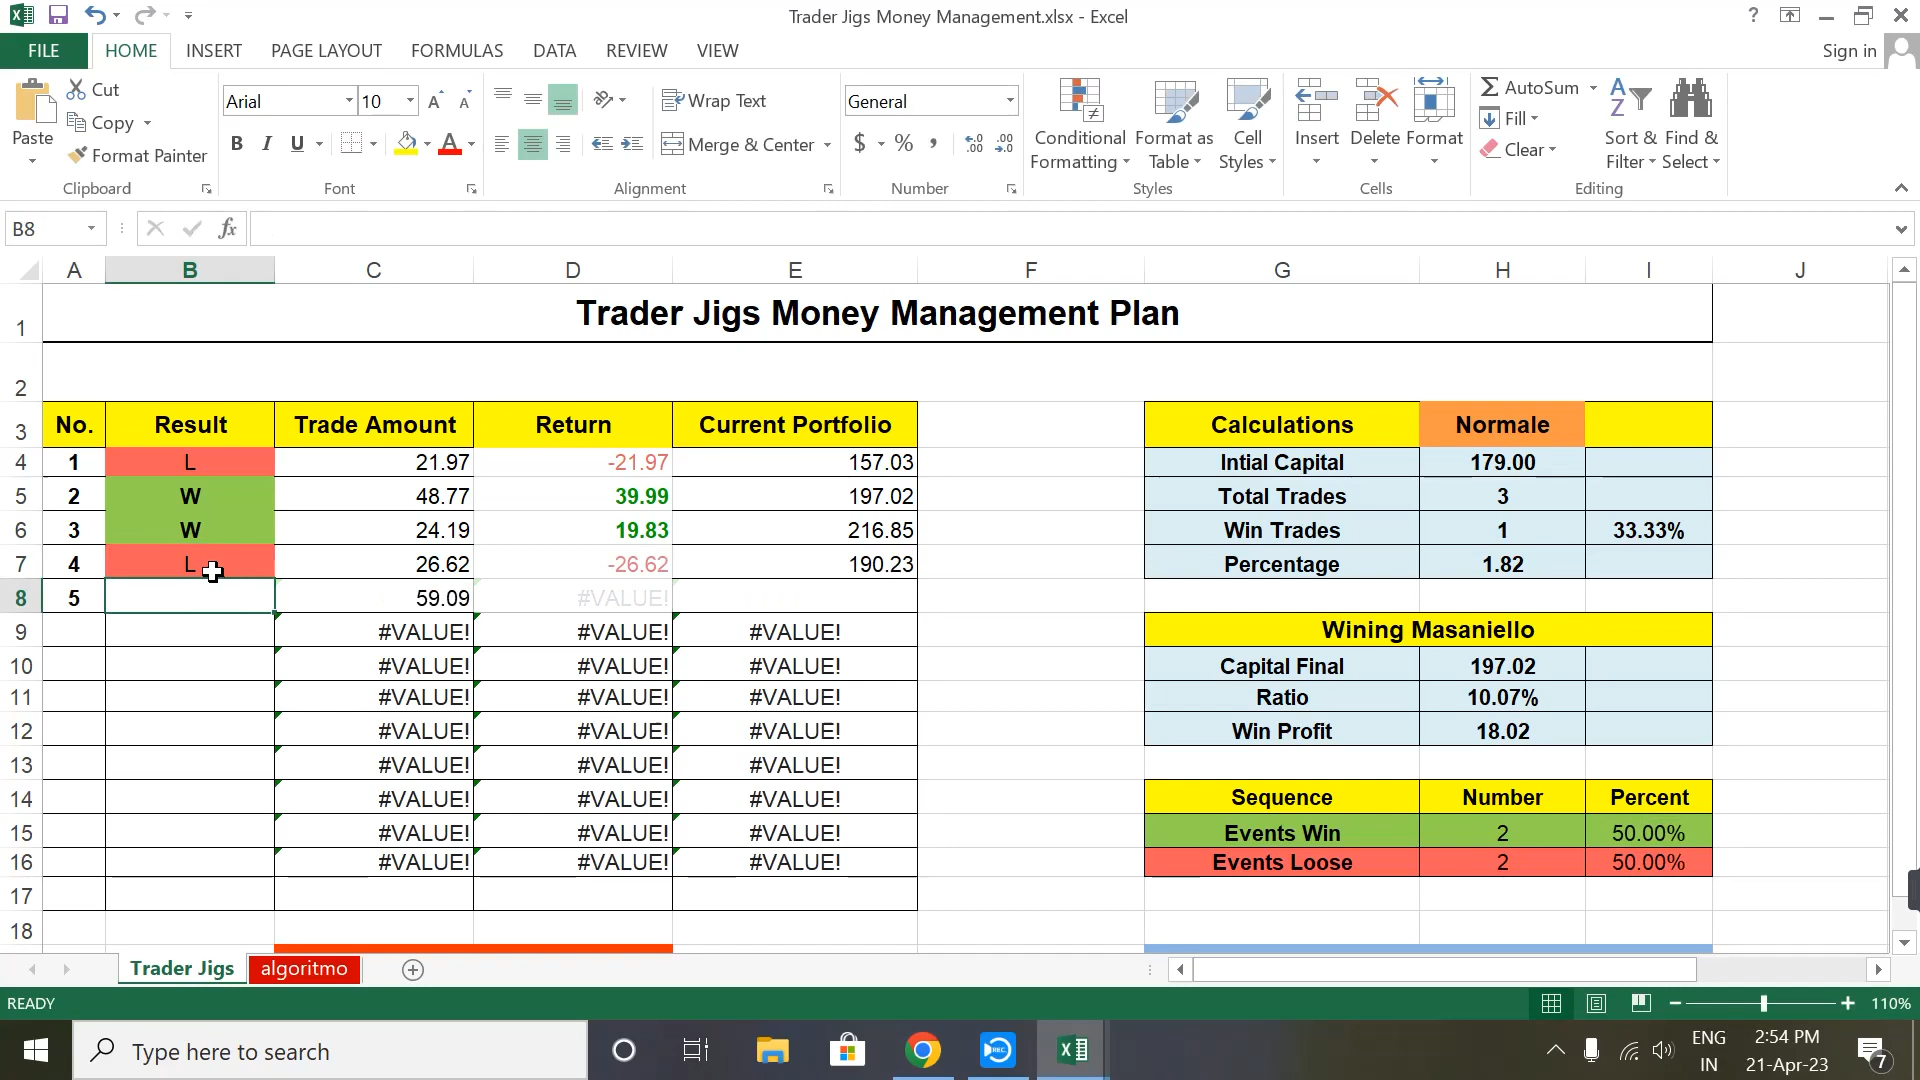 Trader Jigs Money Management.xlsx - Excel
?
FILE HOME INSERT PAGE LAYOUT FORMULAS DATA REVIEW VIEW Sign in
Paste
Cut
Copy
Format Painter
Clipboard
Arial 10
B I U
Font
Wrap Text
Merge & Center
Alignment
General
$ % ,
Number
Conditional Formatting
Format as Table
Cell Styles
Styles
Insert Delete Format
Cells
AutoSum
Fill
Clear
Sort & Filter
Find & Select
Editing
B8 fx
A B C D E F G H I J
1 Trader Jigs Money Management Plan
2
3 No. Result Trade Amount Return Current Portfolio Calculations Normale
4 1 L 21.97 -21.97 157.03 Intial Capital 179.00
5 2 W 48.77 39.99 197.02 Total Trades 3
6 3 W 24.19 19.83 216.85 Win Trades 1 33.33%
7 4 L 26.62 -26.62 190.23 Percentage 1.82
8 5 59.09 #VALUE!
9 #VALUE! #VALUE! #VALUE! Wining Masaniello
10 #VALUE! #VALUE! #VALUE! Capital Final 197.02
11 #VALUE! #VALUE! #VALUE! Ratio 10.07%
12 #VALUE! #VALUE! #VALUE! Win Profit 18.02
13 #VALUE! #VALUE! #VALUE!
14 #VALUE! #VALUE! #VALUE! Sequence Number Percent
15 #VALUE! #VALUE! #VALUE! Events Win 2 50.00%
16 #VALUE! #VALUE! #VALUE! Events Loose 2 50.00%
17
18
Trader Jigs algoritmo
READY 110%
Type here to search
REC
ENG 2:54 PM
IN 21-Apr-23 7